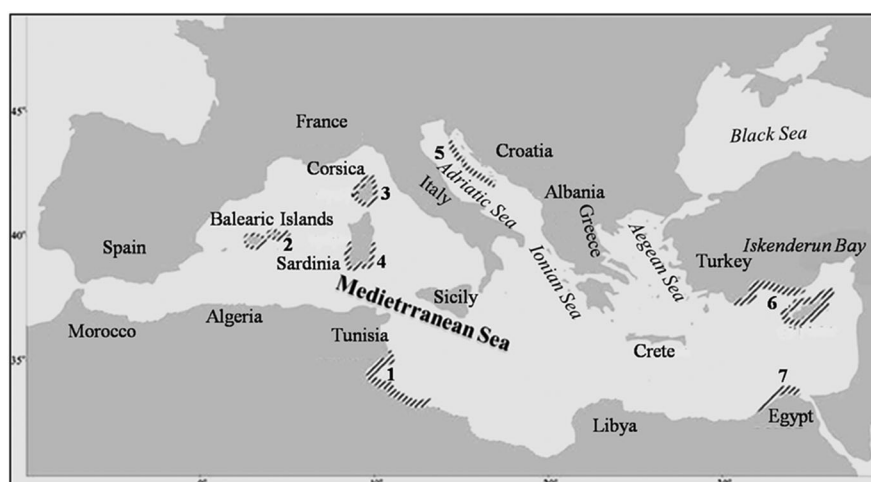 45°
Black Sea
France
5
Croatia
Corsica
3
Adriatic Sea
Italy
Albania
Balearic Islands
2
Greece
Aegean Sea
Iskenderun Bay
40°
Spain
Sardinia
4
Ionian Sea
Turkey
Medietrranean Sea
Sicily
6
Morocco
Algeria
Tunisia
Crete
35°
1
7
Libya
Egypt